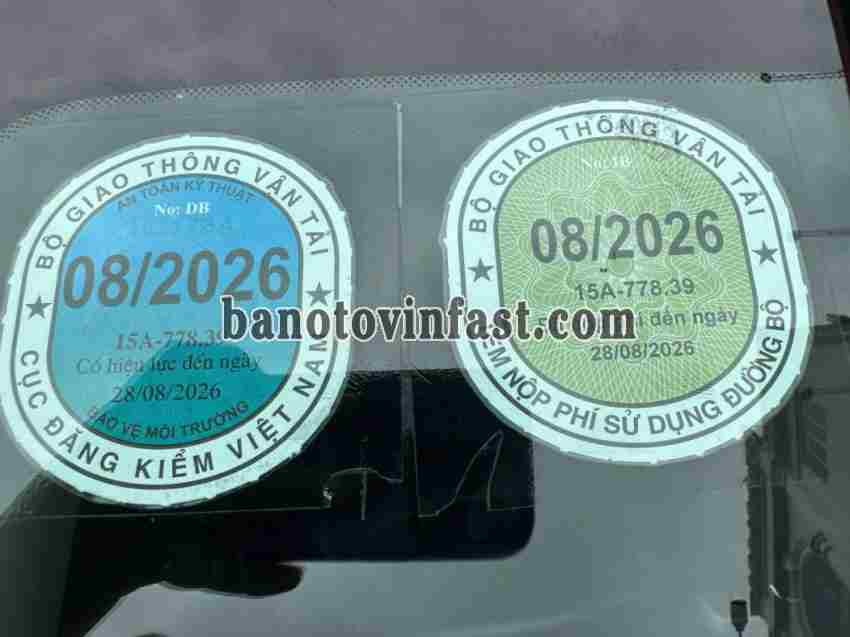 BỘ GIAO THÔNG VẬN TẢI
AN TOÀN KỸ THUẬT
No: DB
08/2026
15A-778.39
Có hiệu lực đến ngày
28/08/2026
BẢO VỆ MÔI TRƯỜNG
CỤC ĐĂNG KIỂM VIỆT NAM
BỘ GIAO THÔNG VẬN TẢI
No: DB
08/2026
15A-778.39
đến ngày
28/08/2026
NỘP PHÍ SỬ DỤNG ĐƯỜNG BỘ
banotovinfast.com